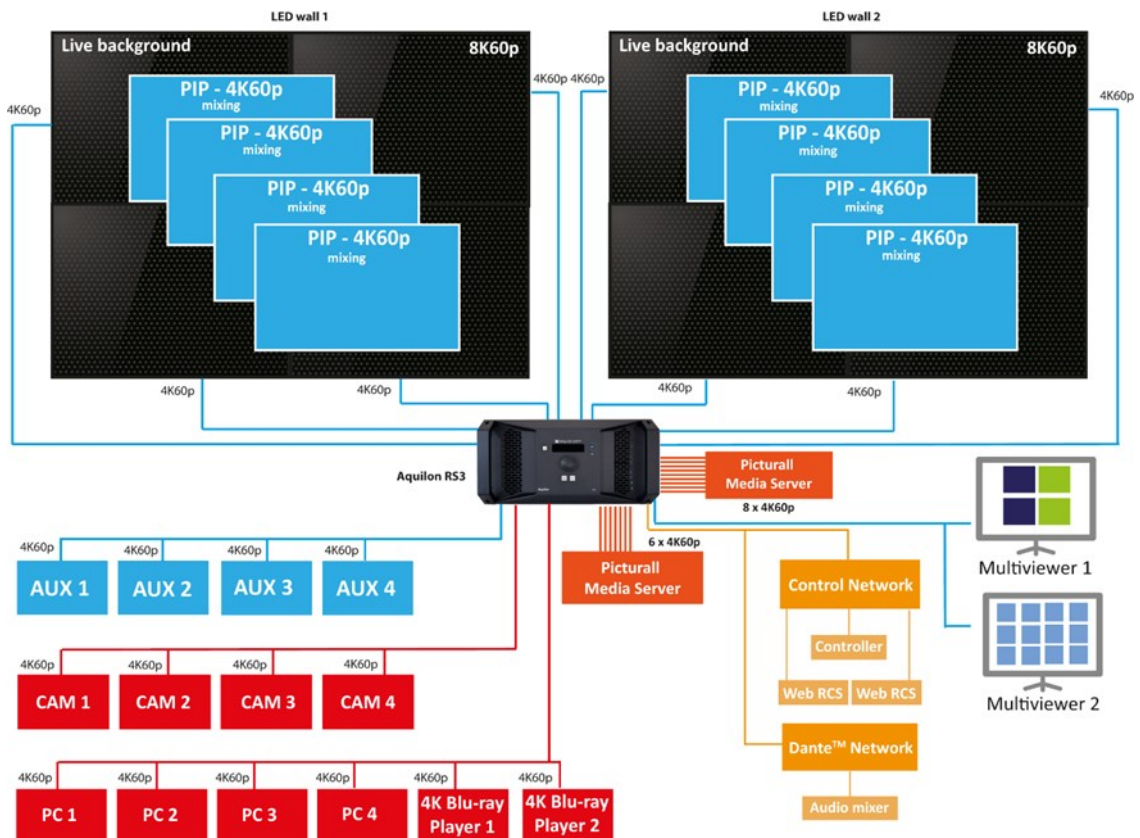 LED wall 1
LED wall 2
Live background
8K60p
Live background
8K60p
PIP - 4K60p
mixing
PIP - 4K60p
mixing
PIP - 4K60p
mixing
PIP - 4K60p
mixing
PIP - 4K60p
mixing
PIP - 4K60p
mixing
PIP - 4K60p
mixing
PIP - 4K60p
mixing
4K60p
4K60p
4K60p
4K60p
4K60p
4K60p
4K60p
4K60p
Aquilon RS3
Picturall
Media Server
8 x 4K60p
6 x 4K60p
Picturall
Media Server
Multiviewer 1
Multiviewer 2
Control Network
Controller
Web RCS
Web RCS
Dante™ Network
Audio mixer
4K60p
4K60p
4K60p
4K60p
AUX 1
AUX 2
AUX 3
AUX 4
4K60p
4K60p
4K60p
4K60p
CAM 1
CAM 2
CAM 3
CAM 4
4K60p
4K60p
4K60p
4K60p
4K60p
4K60p
PC 1
PC 2
PC 3
PC 4
4K Blu-ray
Player 1
4K Blu-ray
Player 2